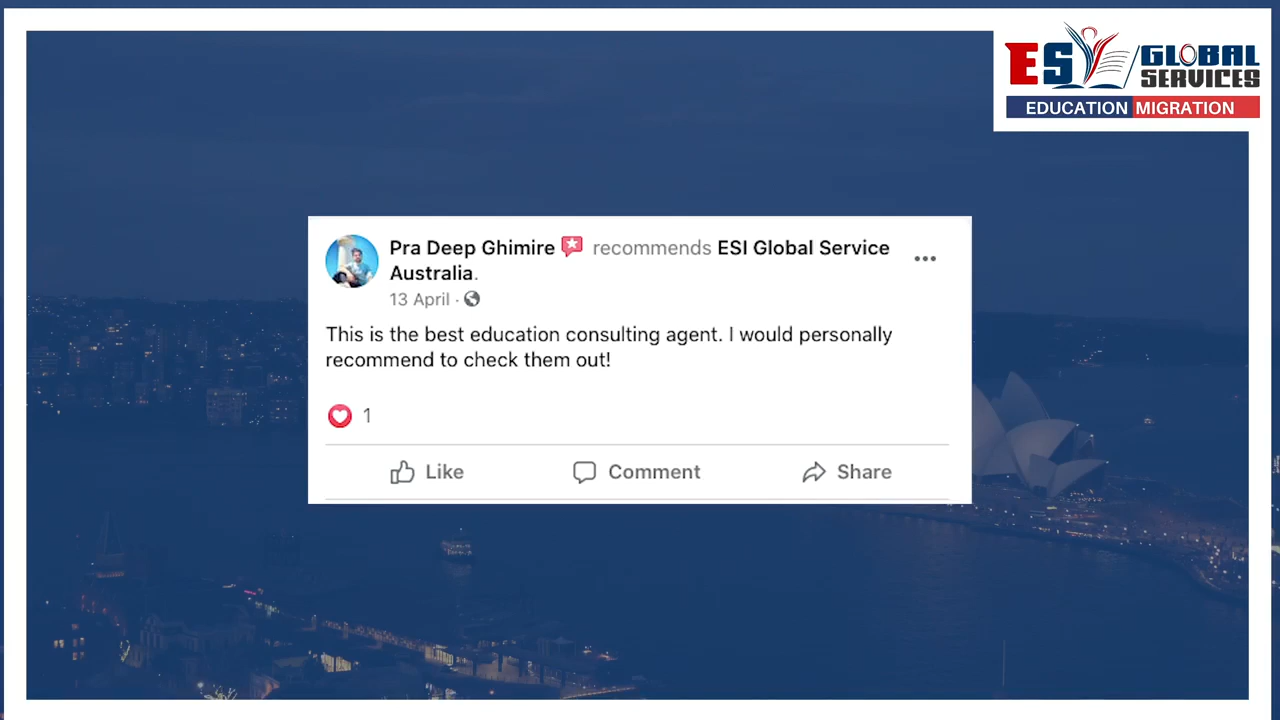 ESI GLOBAL
SERVICES
EDUCATION MIGRATION
Pra Deep Ghimire recommends ESI Global Service
Australia.
13 April ·
This is the best education consulting agent. I would personally
recommend to check them out!
1
Like Comment Share